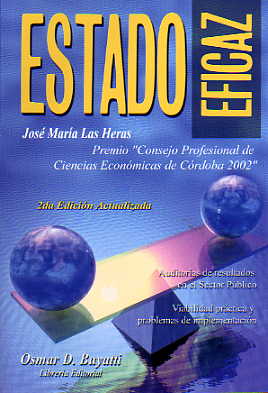 ESTADO
EFICAZ
José María Las Heras
Premio "Consejo Profesional de
Ciencias Económicas de Córdoba 2002"
2da Edición Actualizada
Auditorías de resultados
en el Sector Público
Viabilidad práctica y
problemas de implementación
Osmar D. Buyatti
Librería Editorial